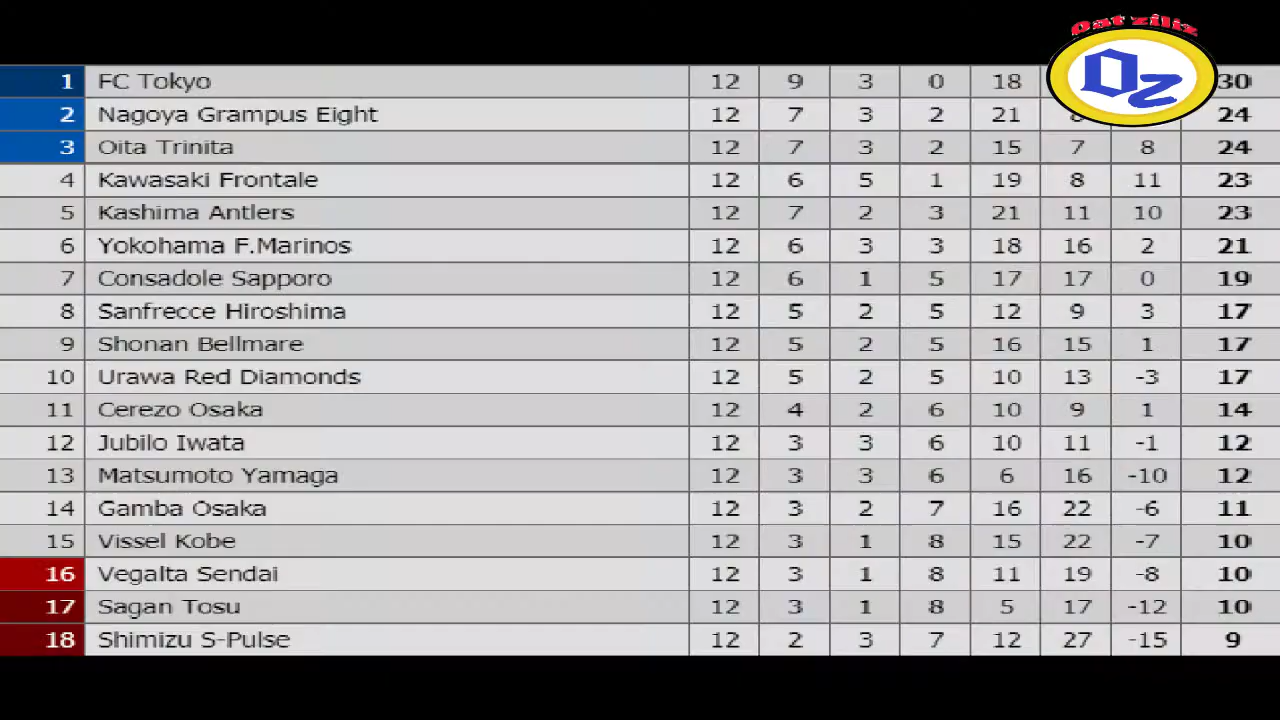 Oat ziliz
OZ
1 FC Tokyo 12 9 3 0 18 30
2 Nagoya Grampus Eight 12 7 3 2 21 24
3 Oita Trinita 12 7 3 2 15 7 8 24
4 Kawasaki Frontale 12 6 5 1 19 8 11 23
5 Kashima Antlers 12 7 2 3 21 11 10 23
6 Yokohama F.Marinos 12 6 3 3 18 16 2 21
7 Consadole Sapporo 12 6 1 5 17 17 0 19
8 Sanfrecce Hiroshima 12 5 2 5 12 9 3 17
9 Shonan Bellmare 12 5 2 5 16 15 1 17
10 Urawa Red Diamonds 12 5 2 5 10 13 -3 17
11 Cerezo Osaka 12 4 2 6 10 9 1 14
12 Jubilo Iwata 12 3 3 6 10 11 -1 12
13 Matsumoto Yamaga 12 3 3 6 6 16 -10 12
14 Gamba Osaka 12 3 2 7 16 22 -6 11
15 Vissel Kobe 12 3 1 8 15 22 -7 10
16 Vegalta Sendai 12 3 1 8 11 19 -8 10
17 Sagan Tosu 12 3 1 8 5 17 -12 10
18 Shimizu S-Pulse 12 2 3 7 12 27 -15 9